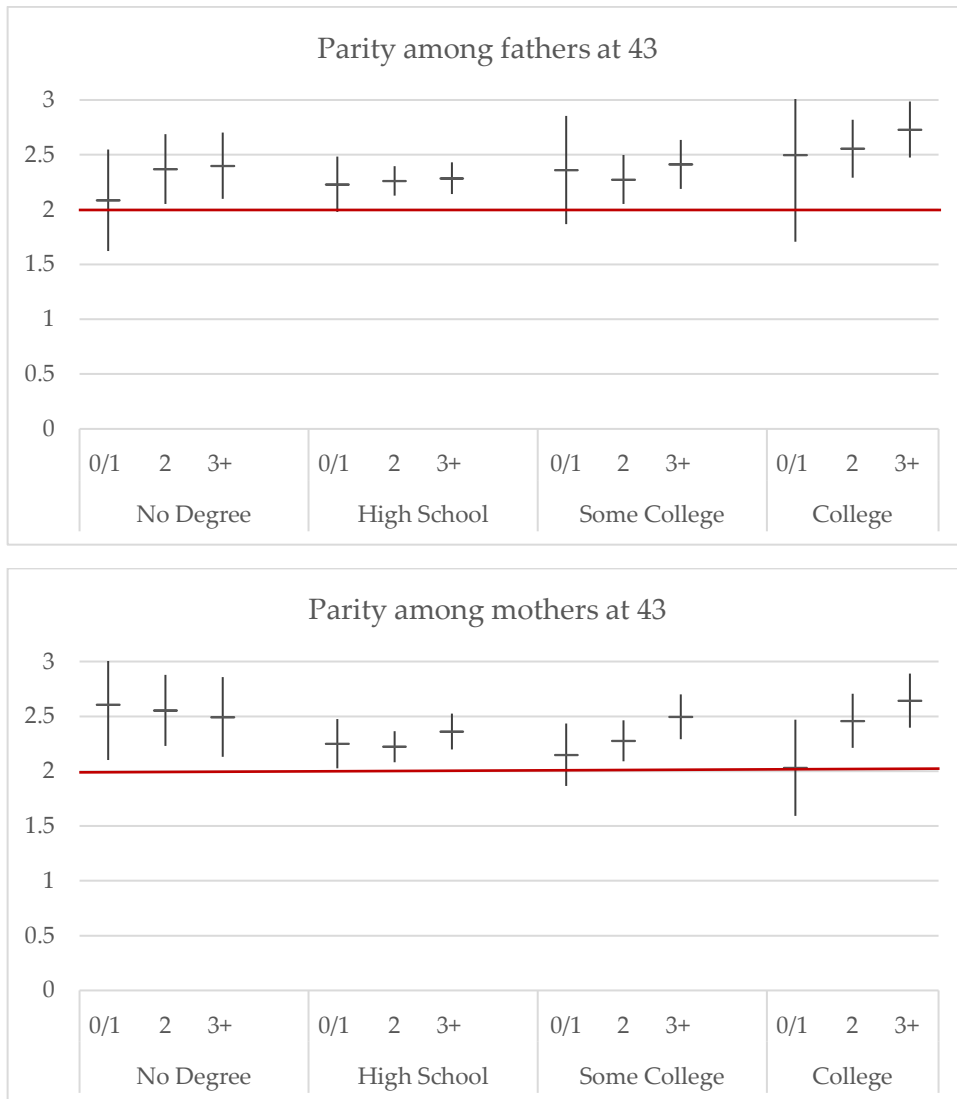 Parity among fathers at 43
3
2.5
2
1.5
1
0.5
0
0/1 2 3+ 0/1 2 3+ 0/1 2 3+ 0/1 2 3+
No Degree High School Some College College
Parity among mothers at 43
3
2.5
2
1.5
1
0.5
0
0/1 2 3+ 0/1 2 3+ 0/1 2 3+ 0/1 2 3+
No Degree High School Some College College